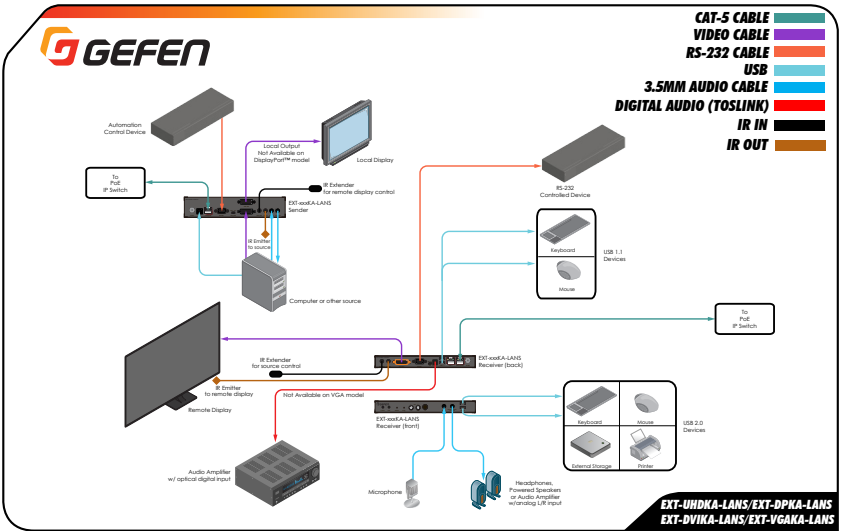 GEFEN
CAT-5 CABLE
VIDEO CABLE
RS-232 CABLE
USB
3.5MM AUDIO CABLE
DIGITAL AUDIO (TOSLINK)
IR IN
IR OUT
Automation
Control Device
Local Output
Not Available on
DisplayPort™ model
Local Display
To
PoE
IP Switch
IR Extender
for remote display control
EXT-xxxKA-LANS
Sender
RS-232
Controlled Device
IR Emitter
to source
Keyboard
Mouse
USB 1.1
Devices
Computer or other source
To
PoE
IP Switch
IR Extender
for source control
EXT-xxxKA-LANS
Receiver (back)
IR Emitter
to remote display
Not Available on VGA model
Remote Display
EXT-xxxKA-LANS
Receiver (front)
Keyboard
Mouse
External Storage
Printer
USB 2.0
Devices
Audio Amplifier
w/ optical digital input
Microphone
Headphones,
Powered Speakers
or Audio Amplifier
w/analog L/R input
EXT-UHDKA-LANS/EXT-DPKA-LANS
EXT-DVIKA-LANS/EXT-VGAKA-LANS